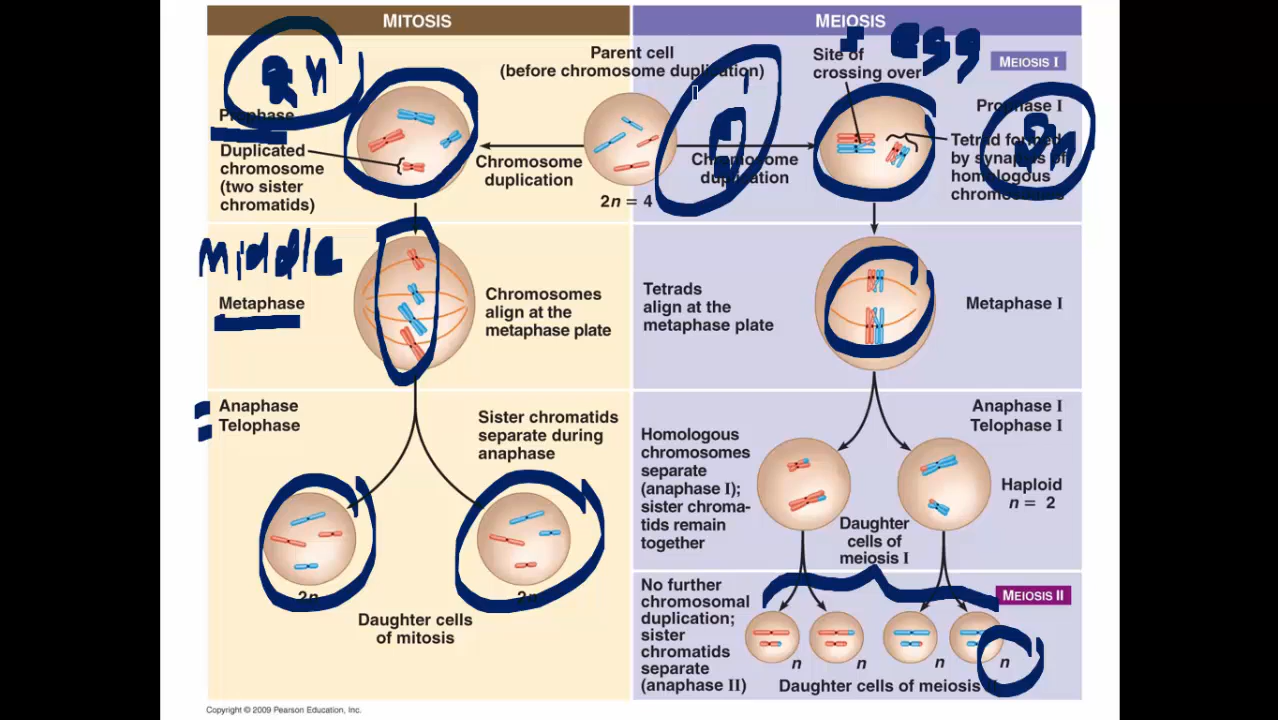 MITOSIS
MEIOSIS
Parent cell
(before chromosome duplication)
Site of
crossing over
MEIOSIS I
egg
Prophase
Duplicated
chromosome
(two sister
chromatids)
Chromosome
duplication
2n = 4
Chromosome
duplication
Prophase I
Tetrad formed
by synapsis of
homologous
chromosomes
Middle
Metaphase
Chromosomes
align at the
metaphase plate
Tetrads
align at the
metaphase plate
Metaphase I
Anaphase
Telophase
Sister chromatids
separate during
anaphase
2n
2n
Daughter cells
of mitosis
Homologous
chromosomes
separate
(anaphase I);
sister chroma-
tids remain
together
Anaphase I
Telophase I
Haploid
n = 2
Daughter
cells of
meiosis I
No further
chromosomal
duplication;
sister
chromatids
separate
(anaphase II)
MEIOSIS II
n
n
n
n
Daughter cells of meiosis
Copyright © 2009 Pearson Education, Inc.